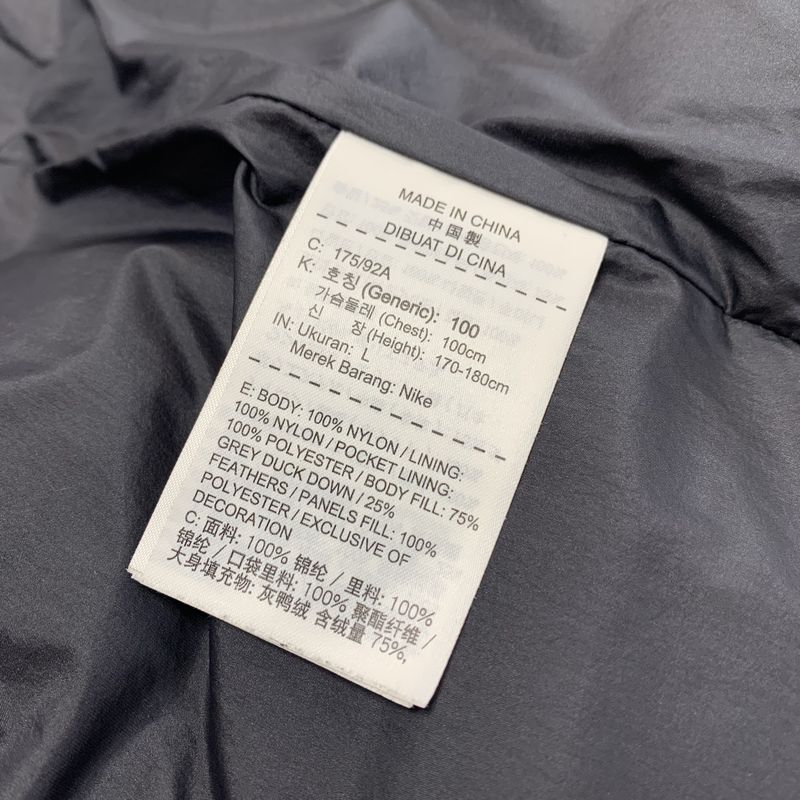 MADE IN CHINA
中国製
DIBUAT DI CINA
C: 175/92A
K: 호칭 (Generic): 100
가슴둘레 (Chest): 100cm
신 장 (Height): 170-180cm
IN: Ukuran: L
Merek Barang: Nike
E: BODY: 100% NYLON / LINING:
100% NYLON / POCKET LINING:
100% POLYESTER / BODY FILL: 75%
GREY DUCK DOWN / 25%
FEATHERS / PANELS FILL: 100%
POLYESTER / EXCLUSIVE OF
DECORATION
C: 面料: 100% 锦纶 / 里料: 100%
锦纶 / 口袋里料: 100% 聚酯纤维 /
大身填充物: 灰鸭绒 含绒量 75%,